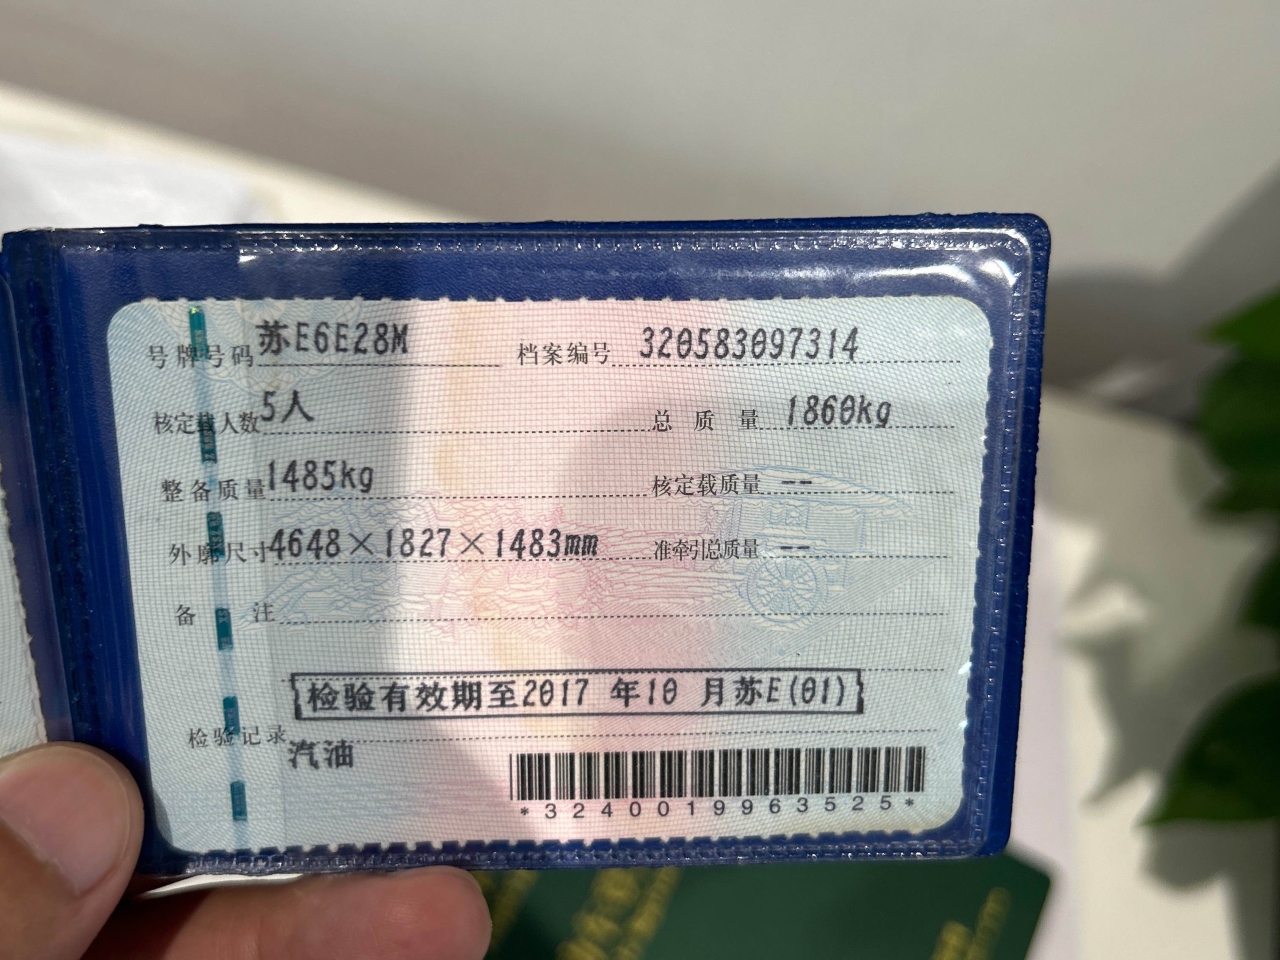 号牌号码 苏E6E28M 档案编号 320583097314
核定载人数 5人 总质量 1860kg
整备质量 1485kg 核定载质量 --
外廓尺寸 4648×1827×1483mm 准牵引总质量 --
备注
检验有效期至2017 年10 月苏E(01)
检验记录
汽油
*3240019963525*